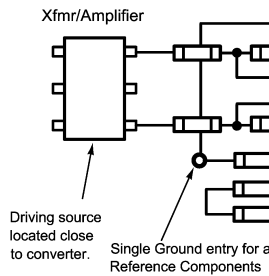 Xfmr/Amplifier
Driving source
located close
to converter.
Single Ground entry for a
Reference Components